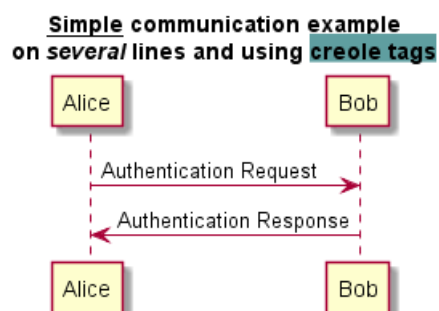 Simple communication example
on several lines and using creole tags
Alice Bob
Authentication Request
Authentication Response
Alice Bob